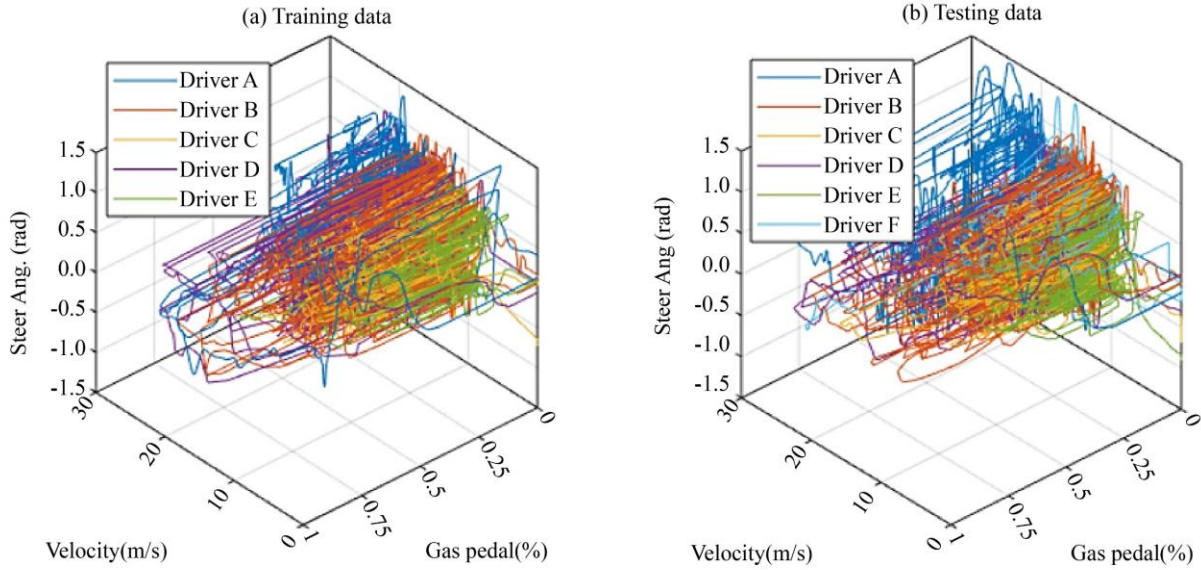 (a) Training data
Driver A
Driver B
Driver C
Driver D
Driver E
1.5
1.0
0.5
0.0
-0.5
-1.0
-1.5
Steer Ang. (rad)
30
20
10
0
Velocity(m/s)
0
0.25
0.5
0.75
1
Gas pedal(%)
(b) Testing data
Driver A
Driver B
Driver C
Driver D
Driver E
Driver F
1.5
1.0
0.5
0.0
-0.5
-1.0
-1.5
Steer Ang (rad)
30
20
10
0
Velocity(m/s)
0
0.25
0.5
0.75
1
Gas pedal(%)